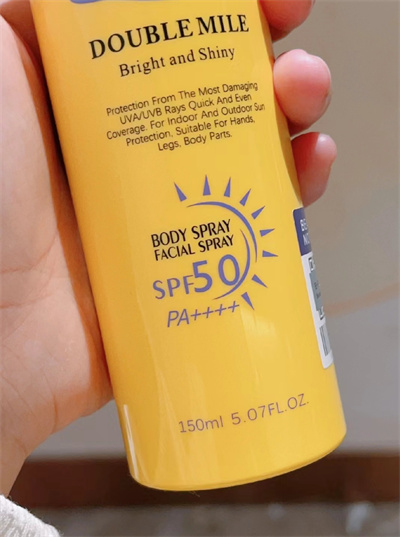 DOUBLE MILE
Bright and Shiny
Protection From The Most Damaging
UVA/UVB Rays Quick And Even
Coverage. For Indoor And Outdoor Sun
Protection. Suitable For Hands,
Legs, Body Parts.
BODY SPRAY
FACIAL SPRAY
SPF50
PA++++
150ml 5.07FL.OZ.